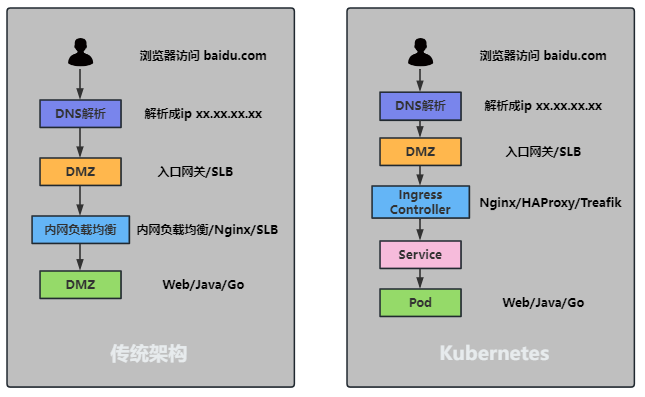 浏览器访问 baidu.com
DNS解析
解析成ip xx.xx.xx.xx
DMZ
入口网关/SLB
内网负载均衡
内网负载均衡/Nginx/SLB
DMZ
Web/Java/Go
传统架构
浏览器访问 baidu.com
DNS解析
解析成ip xx.xx.xx.xx
DMZ
入口网关/SLB
Ingress
Controller
Nginx/HAProxy/Treafik
Service
Pod
Web/Java/Go
Kubernetes